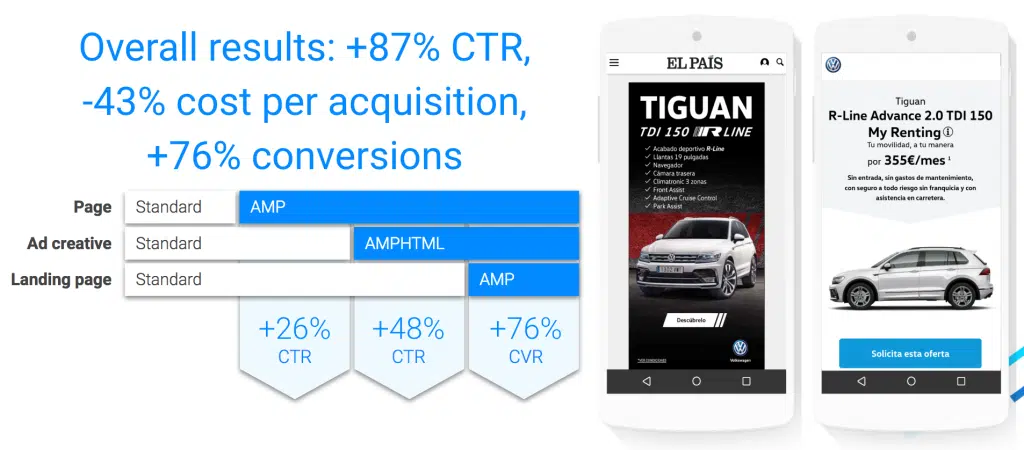 Overall results: +87% CTR,
-43% cost per acquisition,
+76% conversions
Page Standard AMP
Ad creative Standard AMPHTML
Landing page Standard AMP
+26% +48% +76%
CTR CTR CVR
EL PAÍS
TIGUAN
TDI 150 R LINE
✓ Acabado deportivo R-Line
✓ Llantas 19 pulgadas
✓ Navegador
✓ Cámara trasera
✓ Climatronic 3 zonas
✓ Front Assist
✓ Adaptive Cruise Control
✓ Park Assist
Descúbrelo
*VER CONDICIONES
Volkswagen
Tiguan
R-Line Advance 2.0 TDI 150
My Renting
Tu movilidad, a tu manera
por 355€/mes ¹
Sin entrada, sin gastos de mantenimiento,
con seguro a todo riesgo sin franquicia y con
asistencia en carretera.
Solicita esta oferta